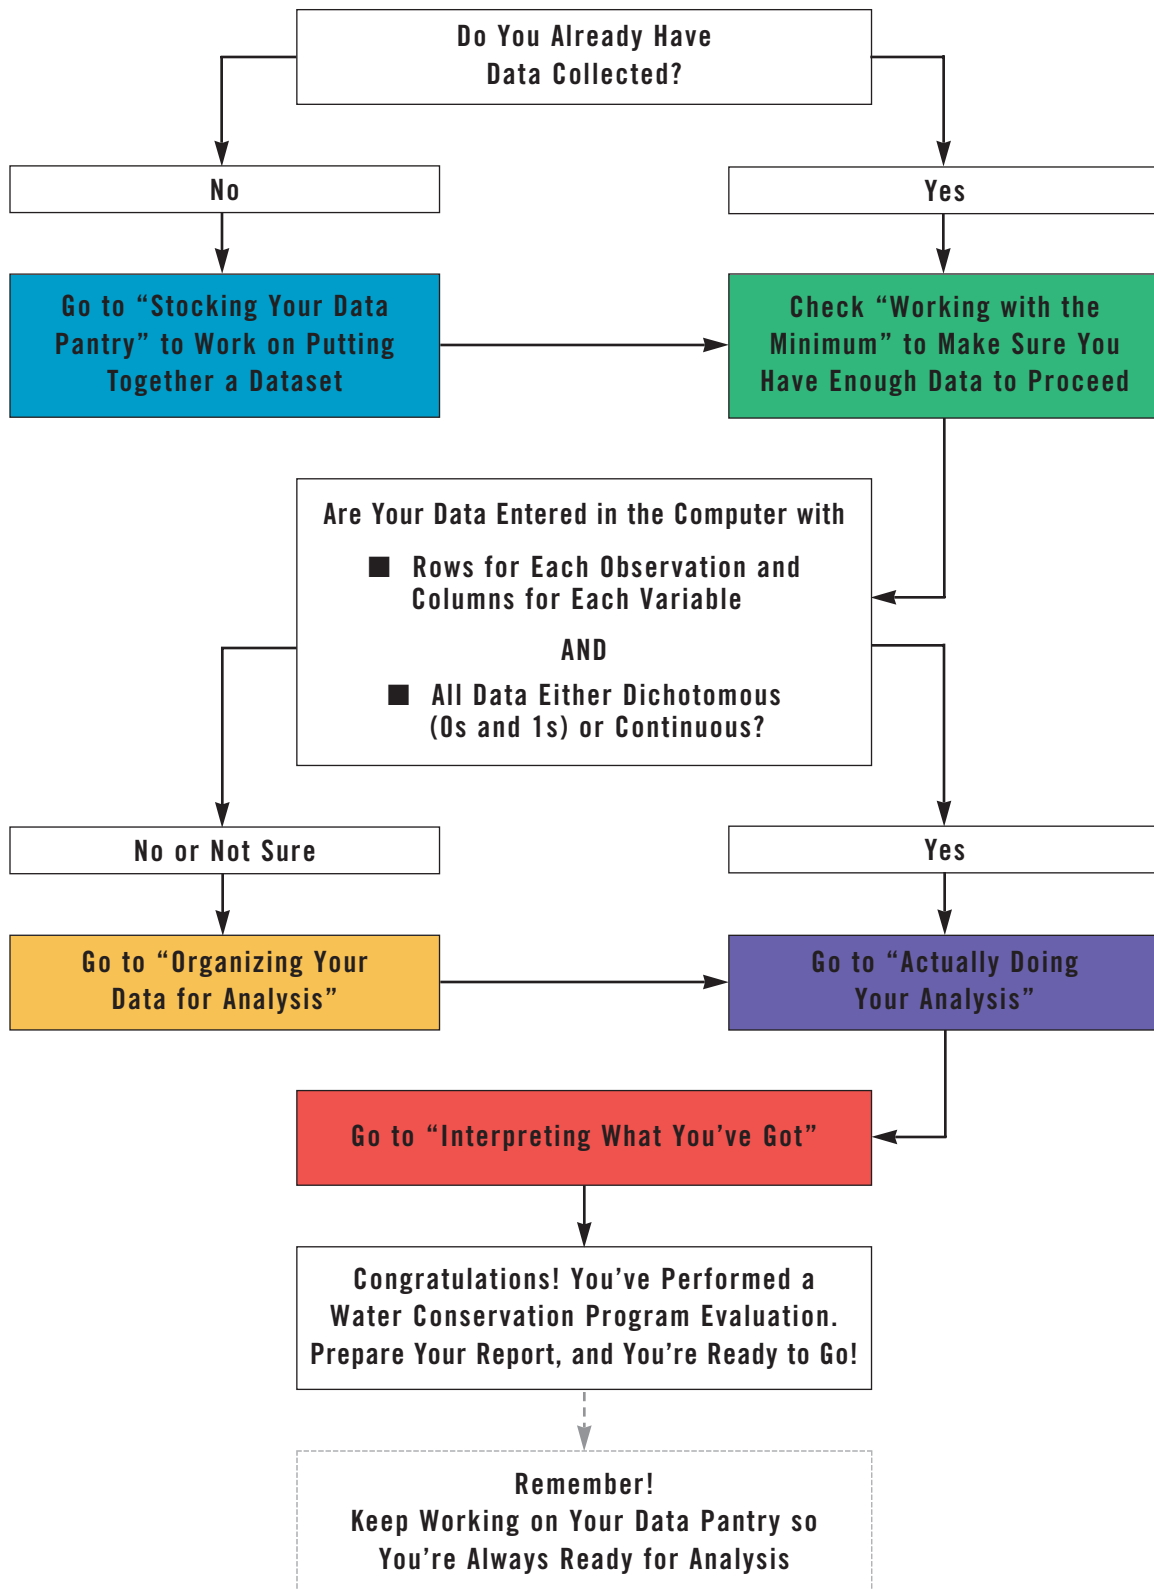 Do You Already Have
Data Collected?
No
Yes
Go to “Stocking Your Data
Pantry” to Work on Putting
Together a Dataset
Check “Working with the
Minimum” to Make Sure You
Have Enough Data to Proceed
Are Your Data Entered in the Computer with
■ Rows for Each Observation and
Columns for Each Variable
AND
■ All Data Either Dichotomous
(0s and 1s) or Continuous?
No or Not Sure
Yes
Go to “Organizing Your
Data for Analysis”
Go to “Actually Doing
Your Analysis”
Go to “Interpreting What You’ve Got”
Congratulations! You’ve Performed a
Water Conservation Program Evaluation.
Prepare Your Report, and You’re Ready to Go!
Remember!
Keep Working on Your Data Pantry so
You’re Always Ready for Analysis